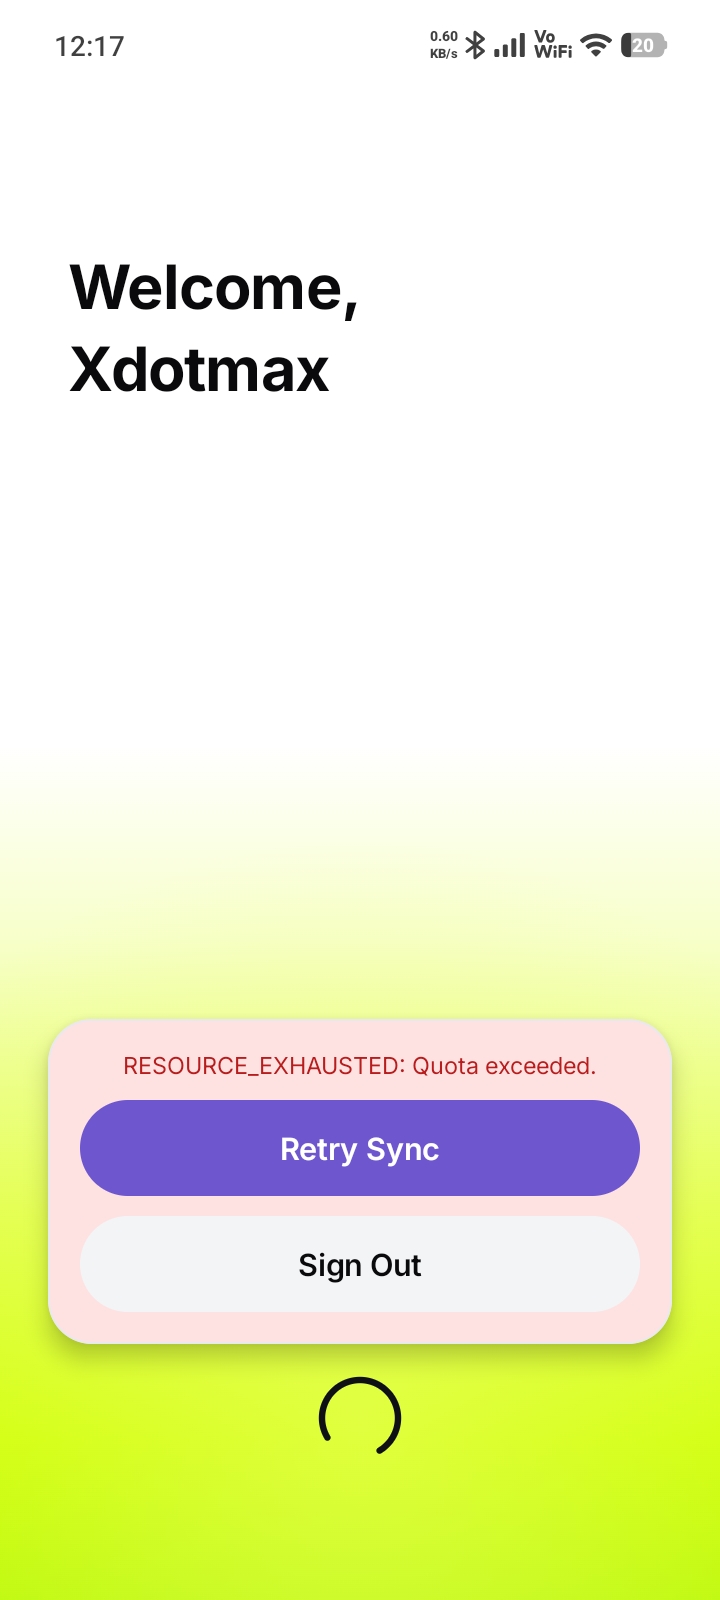 12:17
0.60
KB/s
Vo
WiFi
20
Welcome,
Xdotmax
RESOURCE_EXHAUSTED: Quota exceeded.
Retry Sync
Sign Out